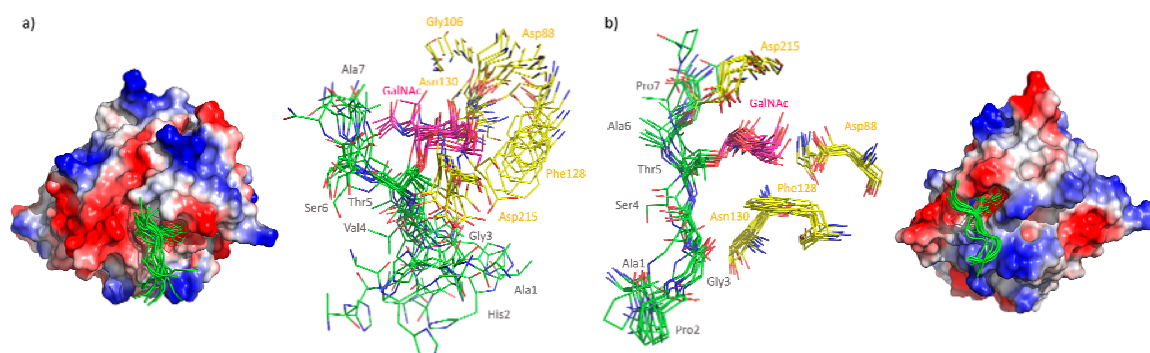 a)
Gly106
Asp88
Ala7
Asn130
GalNAc
Phe128
Ser6
Thr5
Asp215
Val4
Gly3
Ala1
His2
b)
Asp215
Pro7
GalNAc
Ala6
Asp88
Thr5
Phe128
Ser4
Asn130
Ala1
Gly3
Pro2